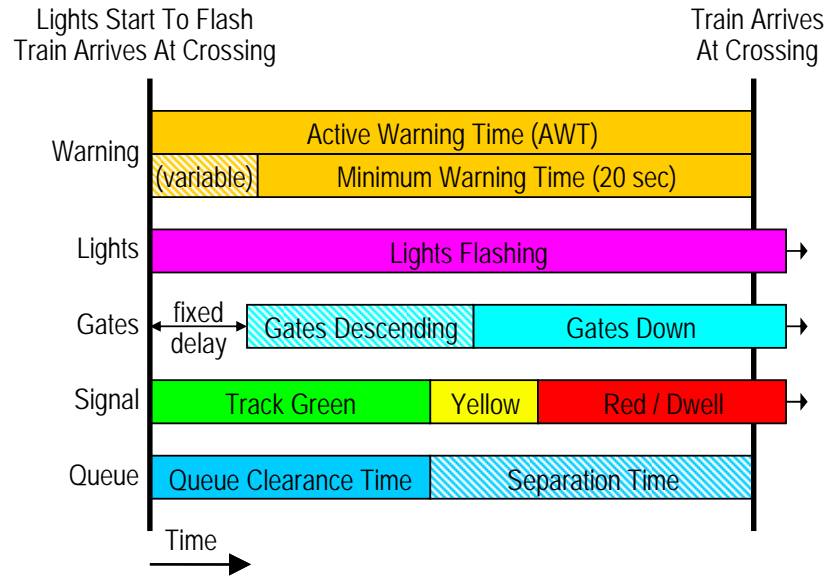 Lights Start To Flash
Train Arrives At Crossing
Train Arrives
At Crossing
Warning
Active Warning Time (AWT)
(variable)
Minimum Warning Time (20 sec)
Lights
Lights Flashing
Gates
fixed
delay
Gates Descending
Gates Down
Signal
Track Green
Yellow
Red / Dwell
Queue
Queue Clearance Time
Separation Time
Time